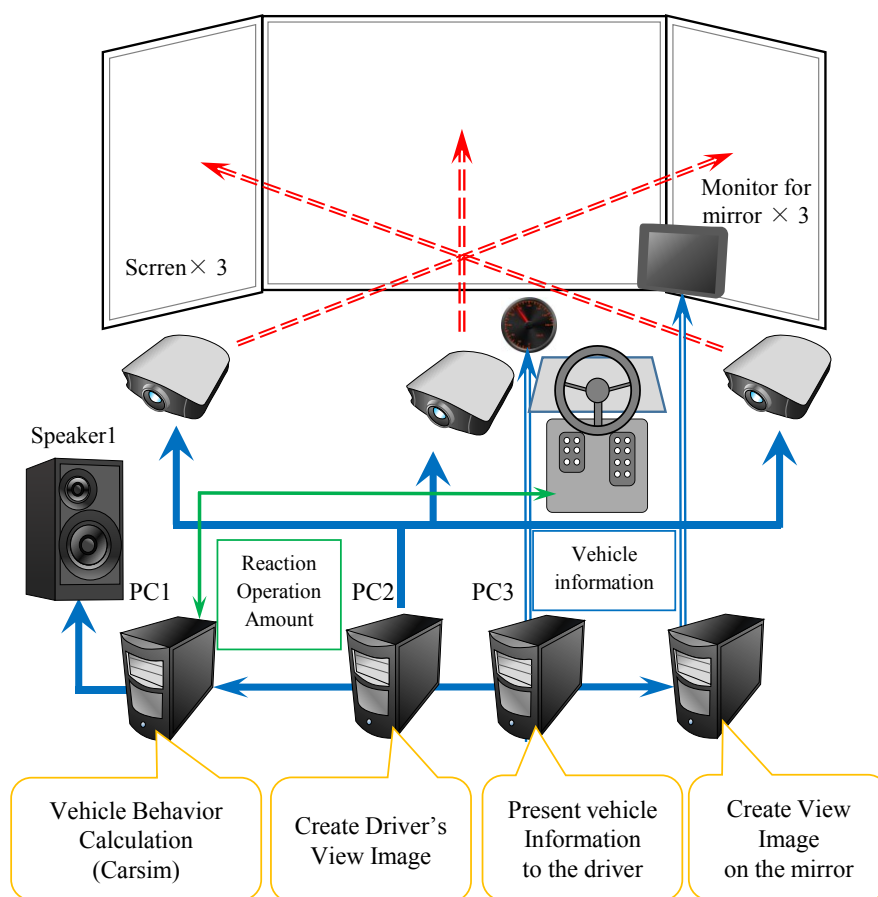 Monitor for
mirror × 3
Scrren× 3
Speaker1
Reaction
Operation
Amount
Vehicle
information
PC1
PC2
PC3
Vehicle Behavior
Calculation
(Carsim)
Create Driver's
View Image
Present vehicle
Information
to the driver
Create View
Image
on the mirror